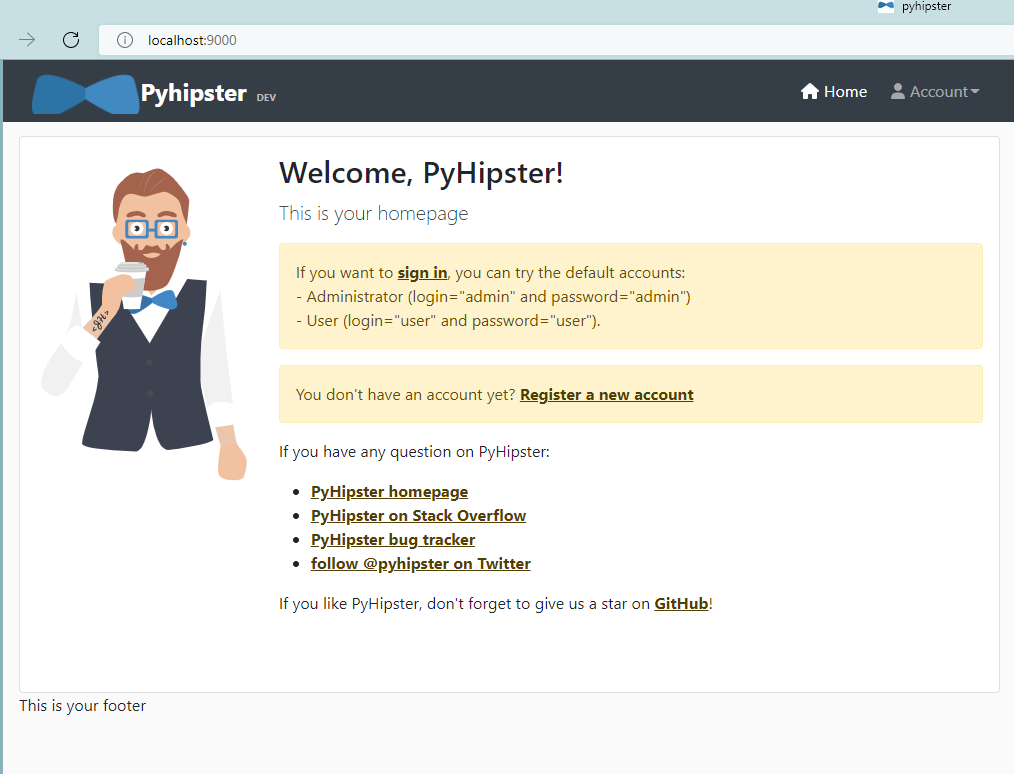 pyhipster
localhost:9000
Pyhipster DEV
Home
Account
Welcome, PyHipster!
This is your homepage
If you want to sign in, you can try the default accounts:
- Administrator (login="admin" and password="admin")
- User (login="user" and password="user").
You don't have an account yet? Register a new account
If you have any question on PyHipster:
PyHipster homepage
PyHipster on Stack Overflow
PyHipster bug tracker
follow @pyhipster on Twitter
If you like PyHipster, don't forget to give us a star on GitHub!
This is your footer